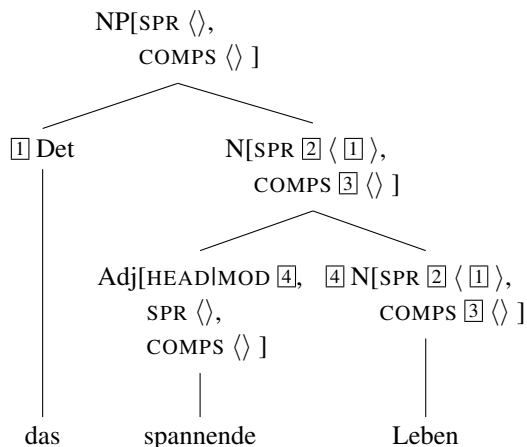 NP[SPR ⟨⟩,
COMPS ⟨⟩ ]
1 Det N[SPR 2 ⟨ 1 ⟩,
COMPS 3 ⟨⟩ ]
Adj[HEAD|MOD 4, 4 N[SPR 2 ⟨ 1 ⟩,
SPR ⟨⟩, COMPS 3 ⟨⟩ ]
COMPS ⟨⟩ ]
das spannende Leben